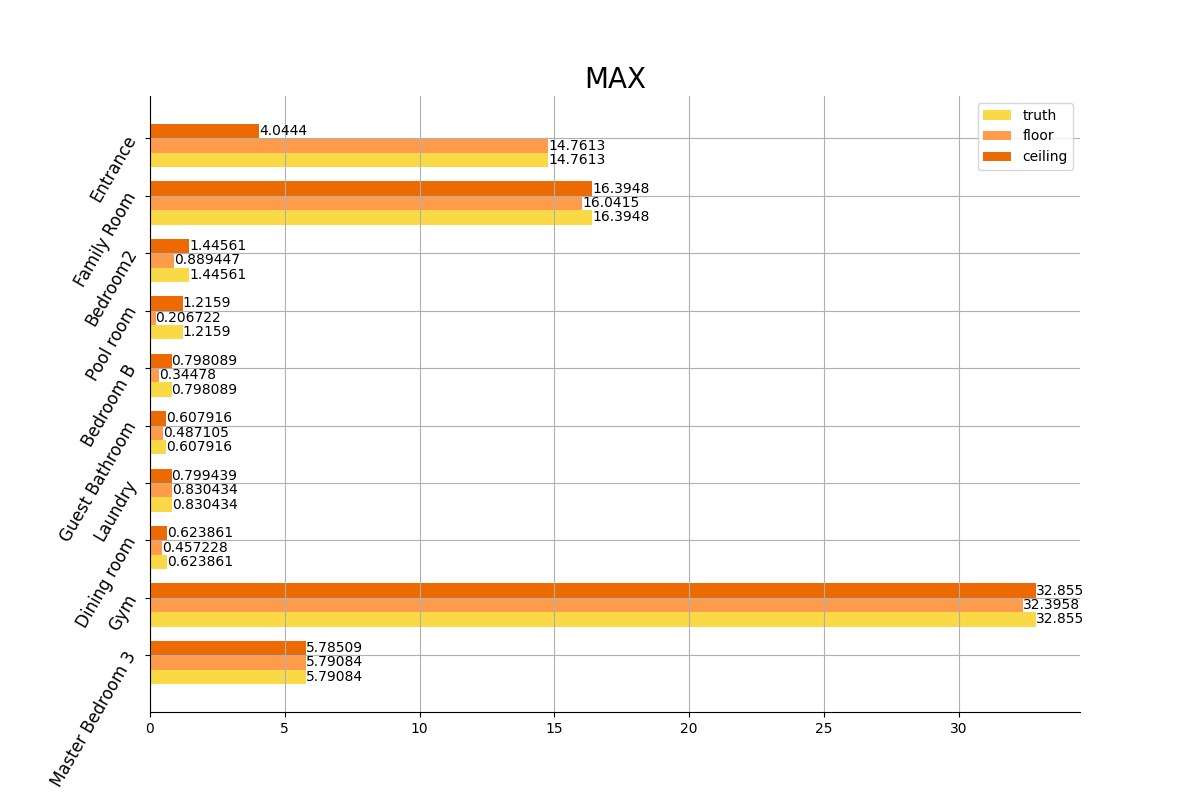 MAX
truth
floor
ceiling
Entrance
4.0444
14.7613
14.7613
Family Room
16.3948
16.0415
16.3948
Bedroom2
1.44561
0.889447
1.44561
Pool room
1.2159
0.206722
1.2159
Bedroom B
0.798089
0.34478
0.798089
Guest Bathroom
0.607916
0.487105
0.607916
Laundry
0.799439
0.830434
0.830434
Dining room
0.623861
0.457228
0.623861
Gym
32.855
32.3958
32.855
Master Bedroom 3
5.78509
5.79084
5.79084
0 5 10 15 20 25 30